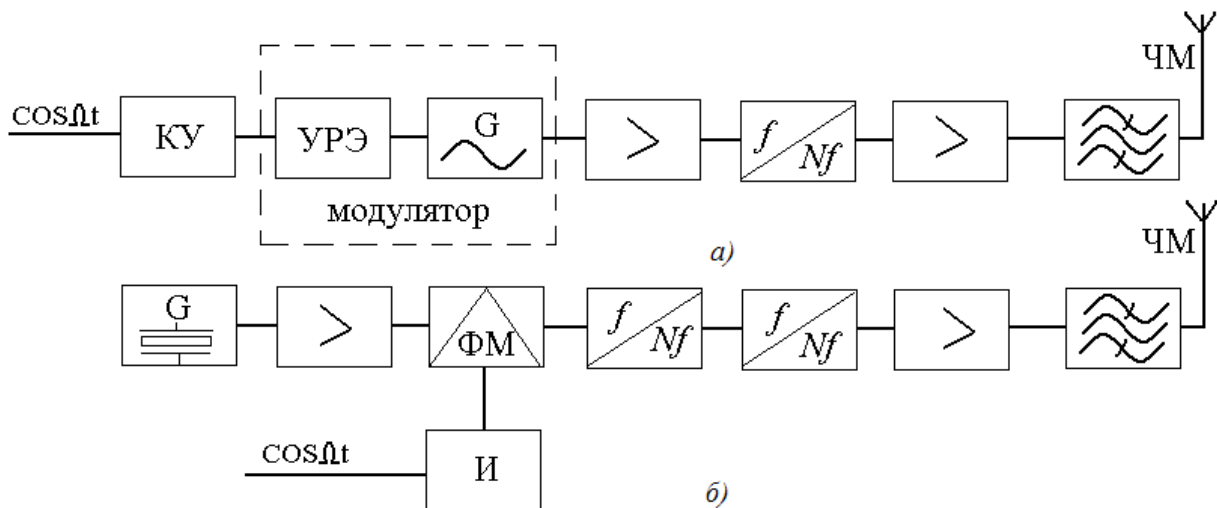 ЧМ
cosΩt
КУ
УРЭ
G
>
f/Nf
>
модулятор
а)
ЧМ
G
>
ФМ
f/Nf
f/Nf
>
cosΩt
И
б)